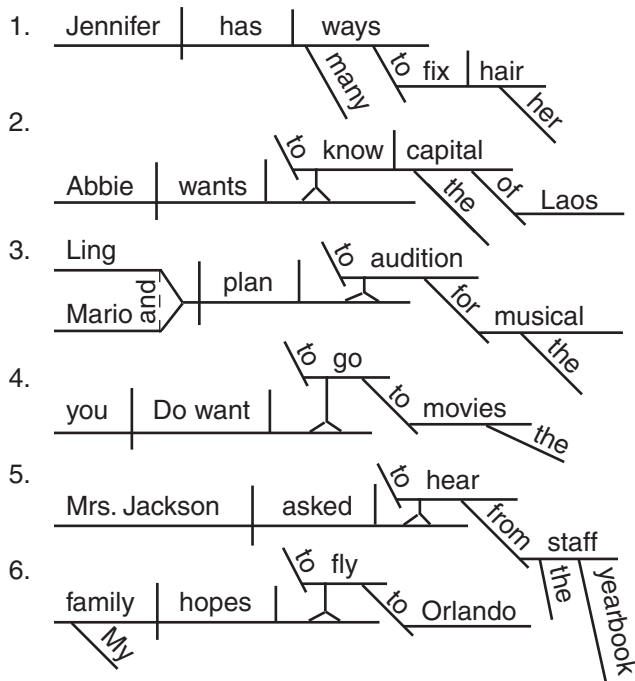 1. Jennifer has ways
many to fix hair
her
2. to know capital
Abbie wants the of Laos
3. Ling to audition
and plan
Mario for musical
the
4. to go
you Do want to movies
the
5. to hear
Mrs. Jackson asked from staff
the yearbook
6. to fly
family hopes to Orlando
My